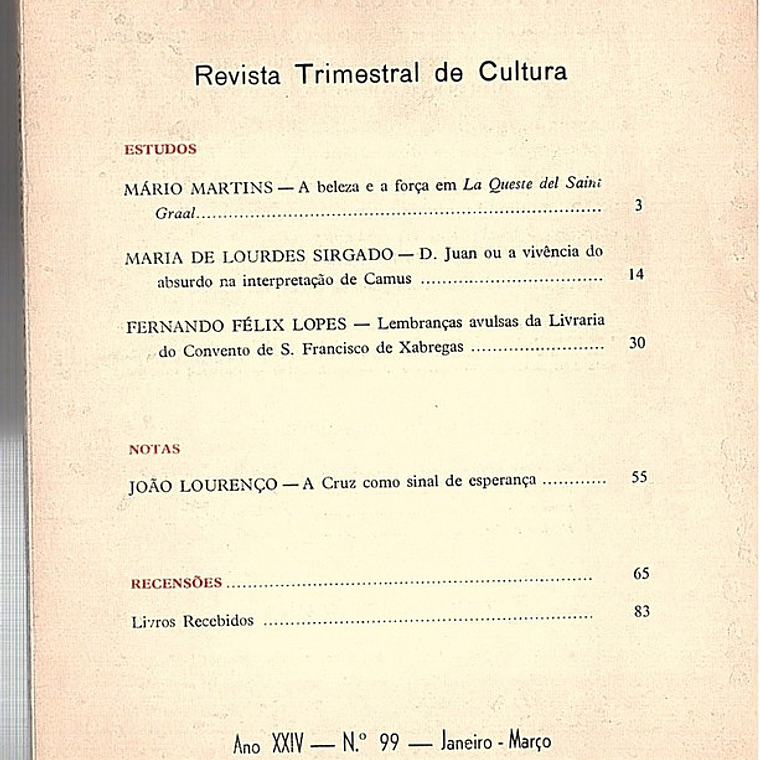 Revista Trimestral de Cultura
ESTUDOS
MÁRIO MARTINS — A beleza e a força em La Queste del Saint
Graal.......... 3
MARIA DE LOURDES SIRGADO — D. Juan ou a vivência do
absurdo na interpretação de Camus .......... 14
FERNANDO FÉLIX LOPES — Lembranças avulsas da Livraria
do Convento de S. Francisco de Xabregas .......... 30
NOTAS
JOÃO LOURENÇO — A Cruz como sinal de esperança .......... 55
RECENSÕES .......... 65
Livros Recebidos .......... 83
Ano XXIV — N.º 99 — Janeiro - Março